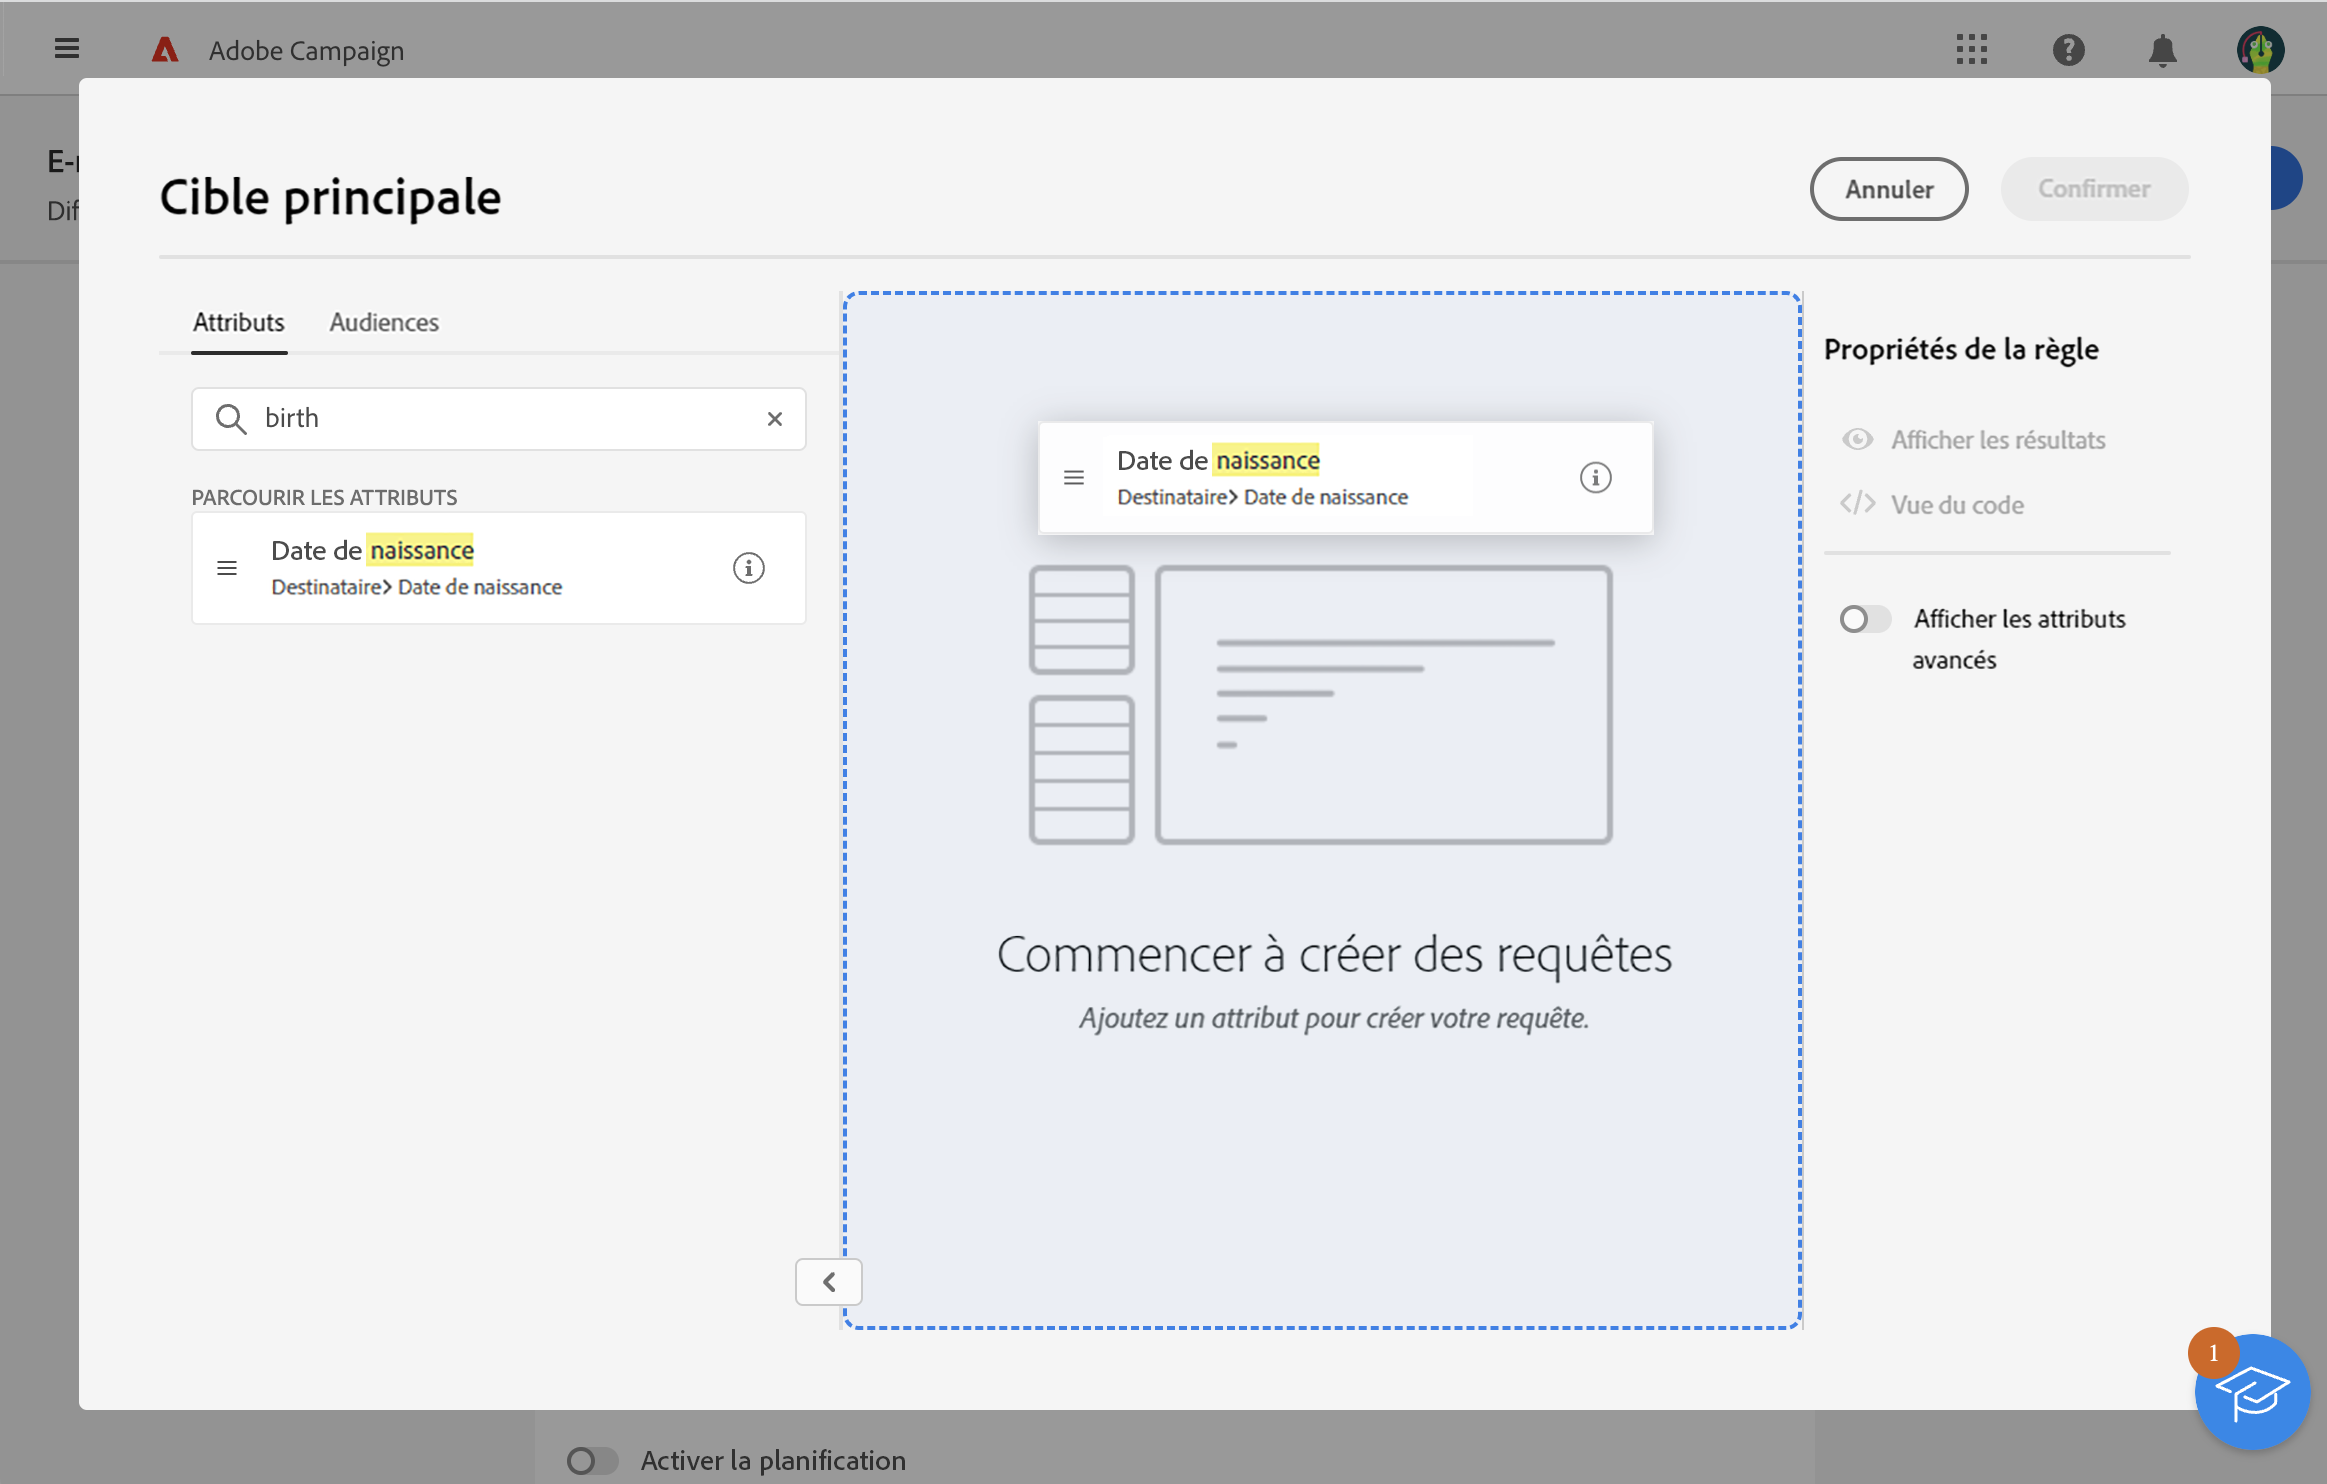 Adobe Campaign
E-
Dif
Cible principale
Annuler
Confirmer
Attributs
Audiences
birth
PARCOURIR LES ATTRIBUTS
Date de naissance
Destinataire> Date de naissance
Date de naissance
Destinataire> Date de naissance
Commencer à créer des requêtes
Ajoutez un attribut pour créer votre requête.
Propriétés de la règle
Afficher les résultats
Vue du code
Afficher les attributs
avancés
1
Activer la planification